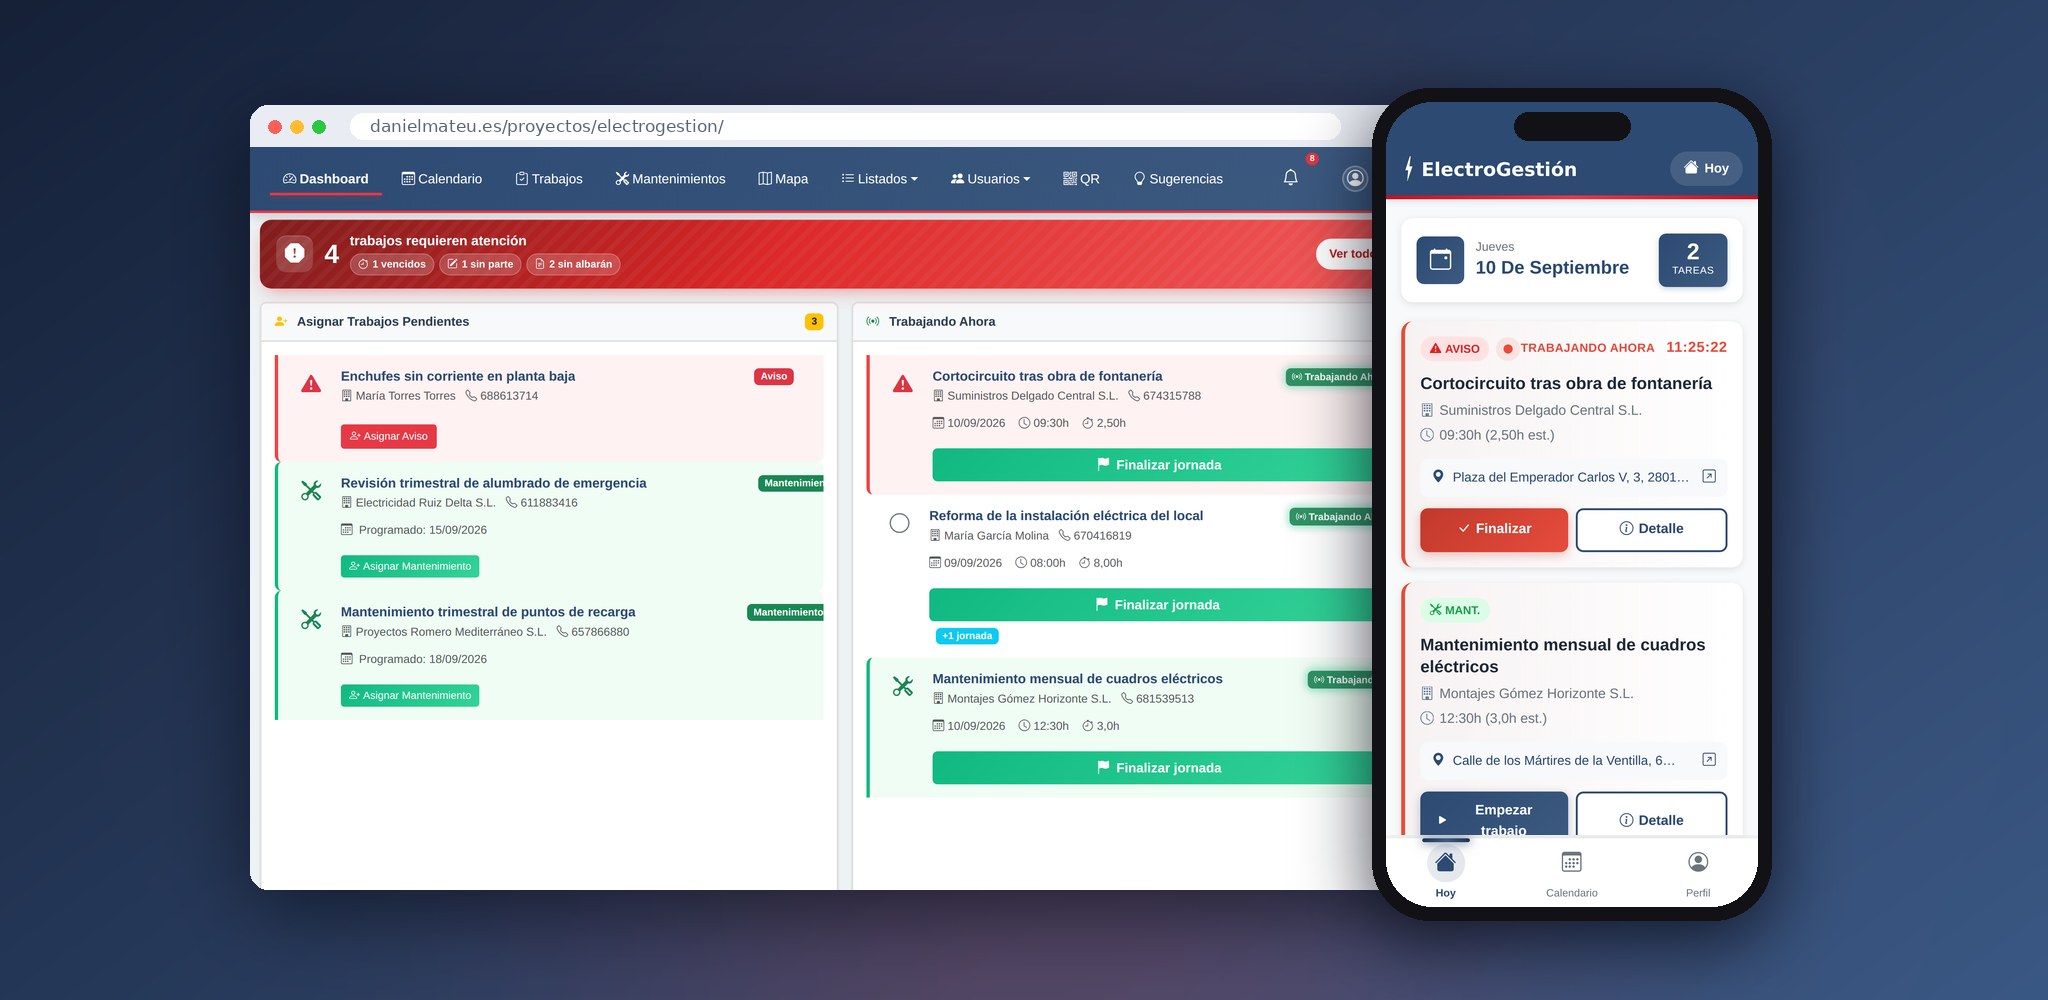 danielmateu.es/proyectos/electrogestion/
Dashboard
Calendario
Trabajos
Mantenimientos
Mapa
Listados
Usuarios
QR
Sugerencias
8
4
trabajos requieren atención
1 vencidos
1 sin parte
2 sin albarán
Ver tod
Asignar Trabajos Pendientes
3
Enchufes sin corriente en planta baja
Aviso
María Torres Torres 688613714
Asignar Aviso
Revisión trimestral de alumbrado de emergencia
Mantenimien
Electricidad Ruiz Delta S.L. 611883416
Programado: 15/09/2026
Asignar Mantenimiento
Mantenimiento trimestral de puntos de recarga
Mantenimiento
Proyectos Romero Mediterráneo S.L. 657866880
Programado: 18/09/2026
Asignar Mantenimiento
Trabajando Ahora
Cortocircuito tras obra de fontanería
Trabajando Ah
Suministros Delgado Central S.L. 674315788
10/09/2026 09:30h 2,50h
Finalizar jornada
Reforma de la instalación eléctrica del local
Trabajando A
María García Molina 670416819
09/09/2026 08:00h 8,00h
Finalizar jornada
+1 jornada
Mantenimiento mensual de cuadros eléctricos
Trabajand
Montajes Gómez Horizonte S.L. 681539513
10/09/2026 12:30h 3,0h
Finalizar jornada
ElectroGestión
Hoy
Jueves
10 De Septiembre
2
TAREAS
AVISO
TRABAJANDO AHORA 11:25:22
Cortocircuito tras obra de fontanería
Suministros Delgado Central S.L.
09:30h (2,50h est.)
Plaza del Emperador Carlos V, 3, 2801…
Finalizar
Detalle
MANT.
Mantenimiento mensual de cuadros
eléctricos
Montajes Gómez Horizonte S.L.
12:30h (3,0h est.)
Calle de los Mártires de la Ventilla, 6…
Empezar
trabajo
Detalle
Hoy
Calendario
Perfil